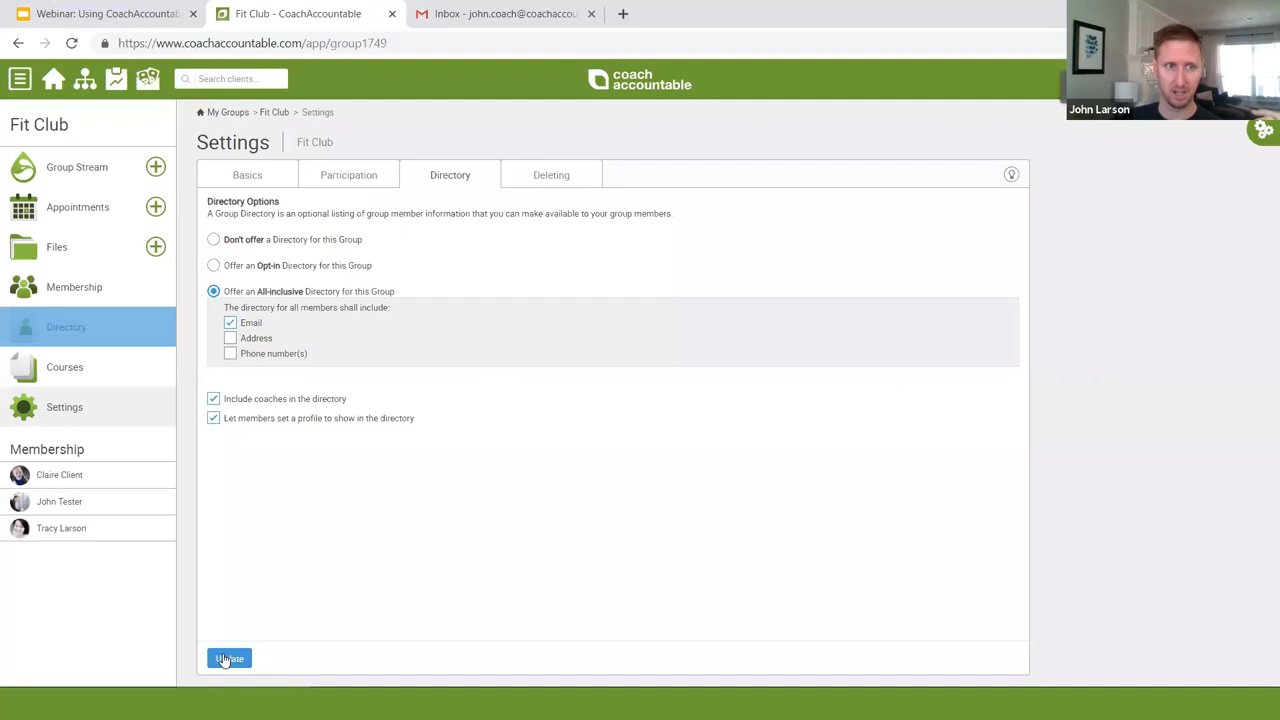 Webinar: Using CoachAccountab
Fit Club - CoachAccountable
Inbox - john.coach@coachaccou
https://www.coachaccountable.com/app/group1749
Search clients...
coach
accountable
John Larson
Fit Club
My Groups > Fit Club > Settings
Settings
Fit Club
Group Stream
Appointments
Files
Membership
Directory
Courses
Settings
Membership
Claire Client
John Tester
Tracy Larson
Basics
Participation
Directory
Deleting
Directory Options
A Group Directory is an optional listing of group member information that you can make available to your group members.
Don't offer a Directory for this Group
Offer an Opt-in Directory for this Group
Offer an All-inclusive Directory for this Group
The directory for all members shall include:
Email
Address
Phone number(s)
Include coaches in the directory
Let members set a profile to show in the directory